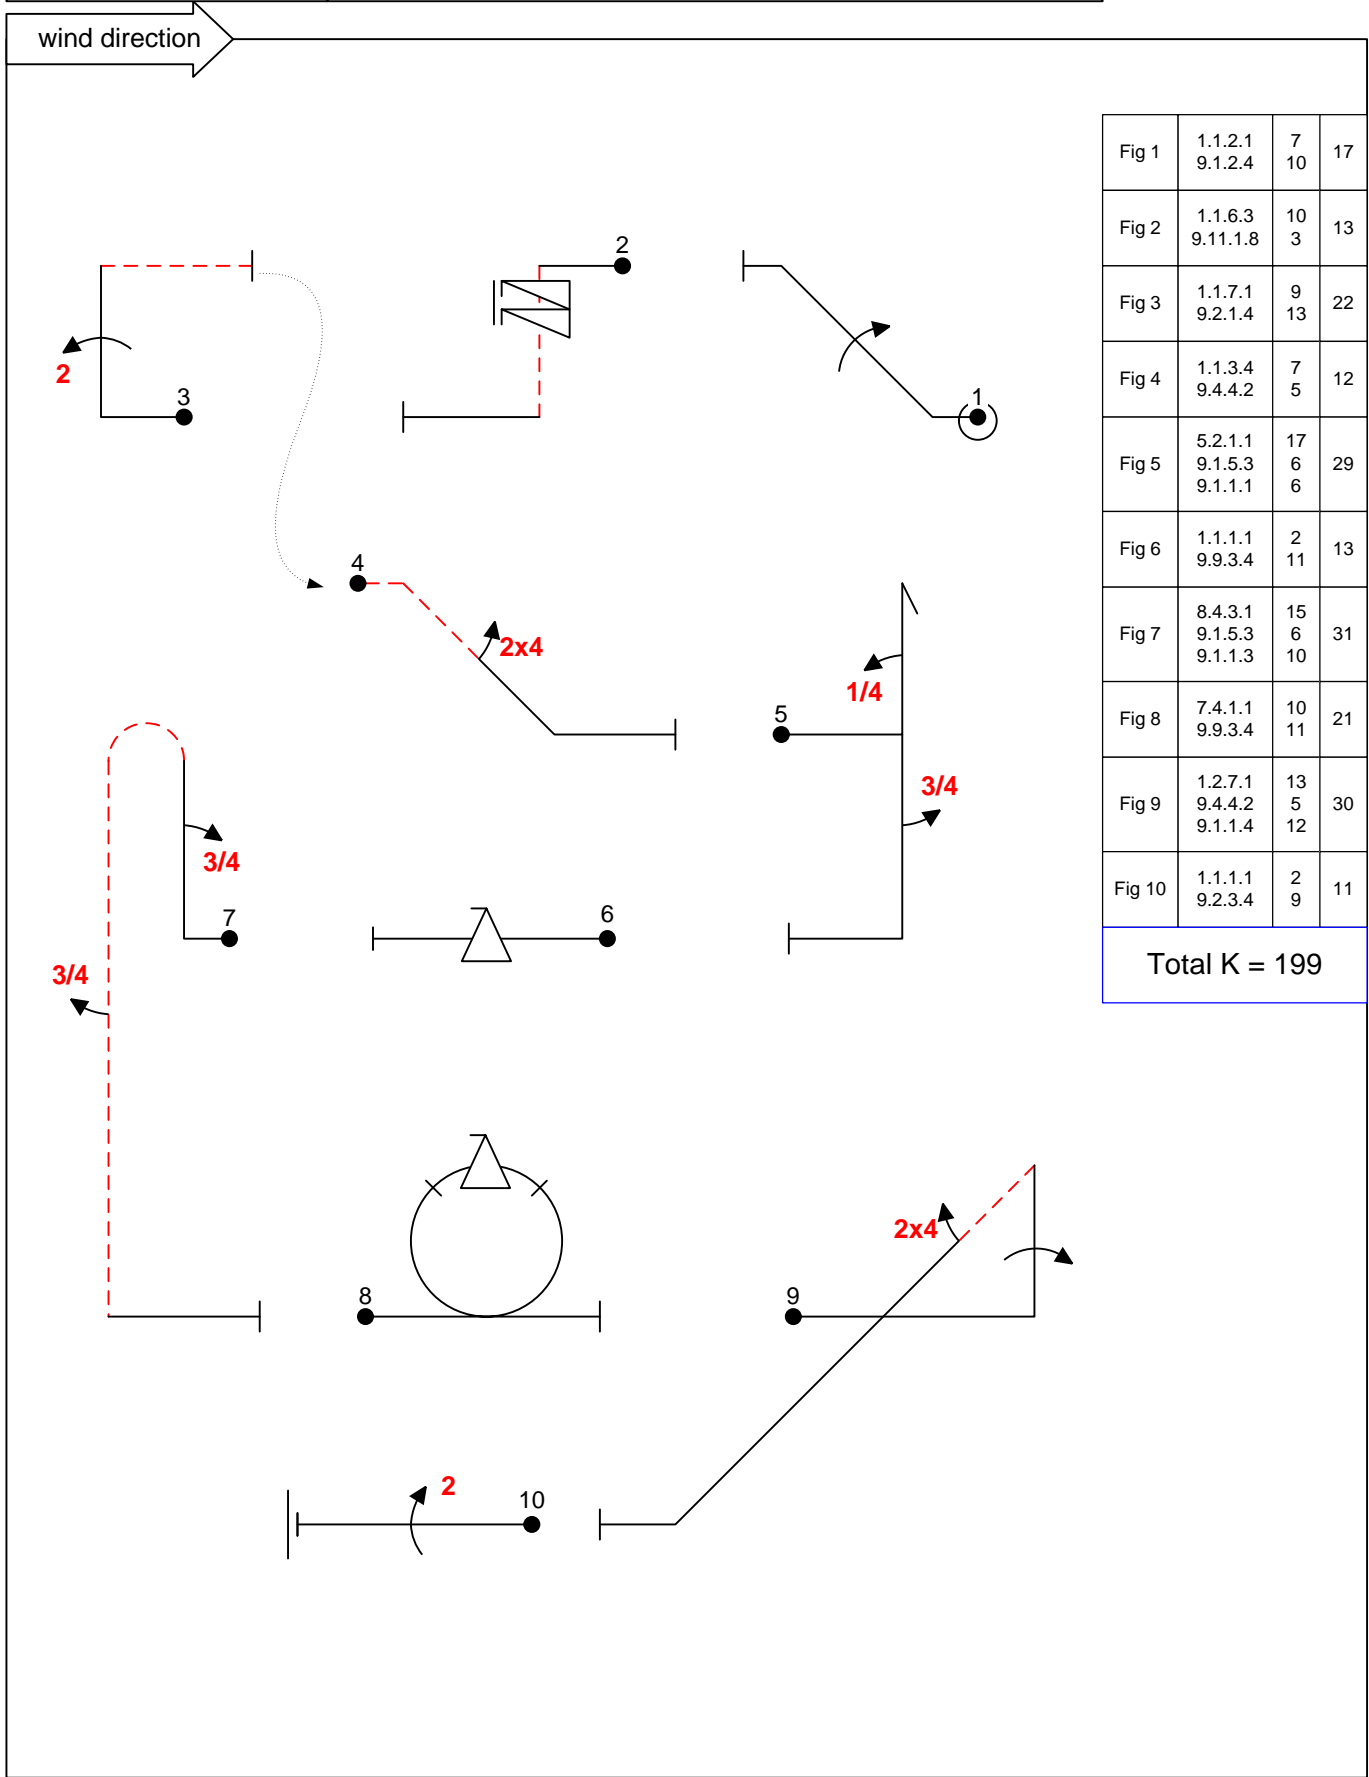 wind direction
2
1
2
3
4
2x4
5
1/4
3/4
3/4
7
6
3/4
8
9
2x4
2
10
Fig 1 1.1.2.1 7 17
9.1.2.4 10
Fig 2 1.1.6.3 10 13
9.11.1.8 3
Fig 3 1.1.7.1 9 22
9.2.1.4 13
Fig 4 1.1.3.4 7 12
9.4.4.2 5
Fig 5 5.2.1.1 17 29
9.1.5.3 6
9.1.1.1 6
Fig 6 1.1.1.1 2 13
9.9.3.4 11
Fig 7 8.4.3.1 15 31
9.1.5.3 6
9.1.1.3 10
Fig 8 7.4.1.1 10 21
9.9.3.4 11
Fig 9 1.2.7.1 13 30
9.4.4.2 5
9.1.1.4 12
Fig 10 1.1.1.1 2 11
9.2.3.4 9
Total K = 199